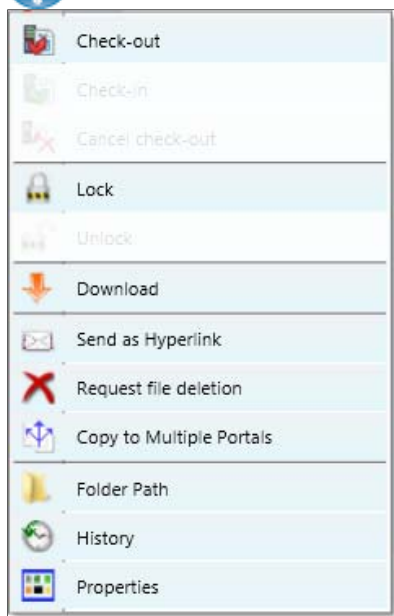 Check-out
Check-in
Cancel check-out
Lock
Unlock
Download
Send as Hyperlink
Request file deletion
Copy to Multiple Portals
Folder Path
History
Properties